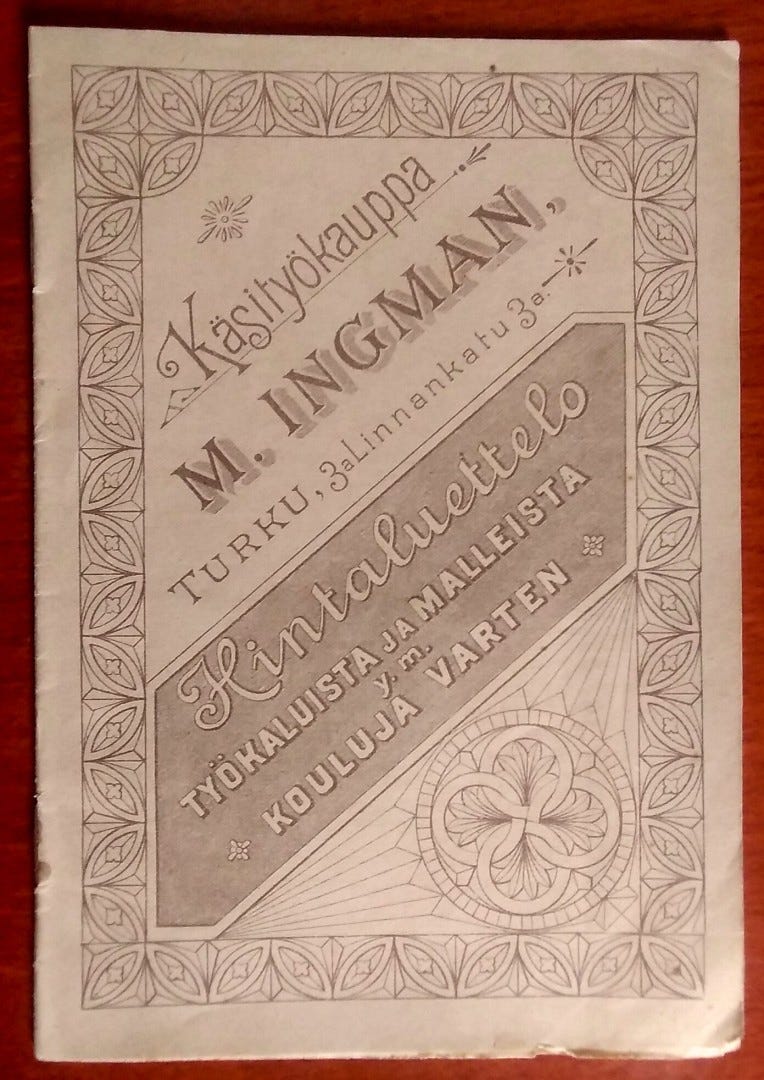 Käsityökauppa
M. INGMAN,
TURKU, 3a Linnankatu 3a.
Hintaluettelo
TYÖKALUISTA JA MALLEISTA
y. m.
KOULUJA VARTEN